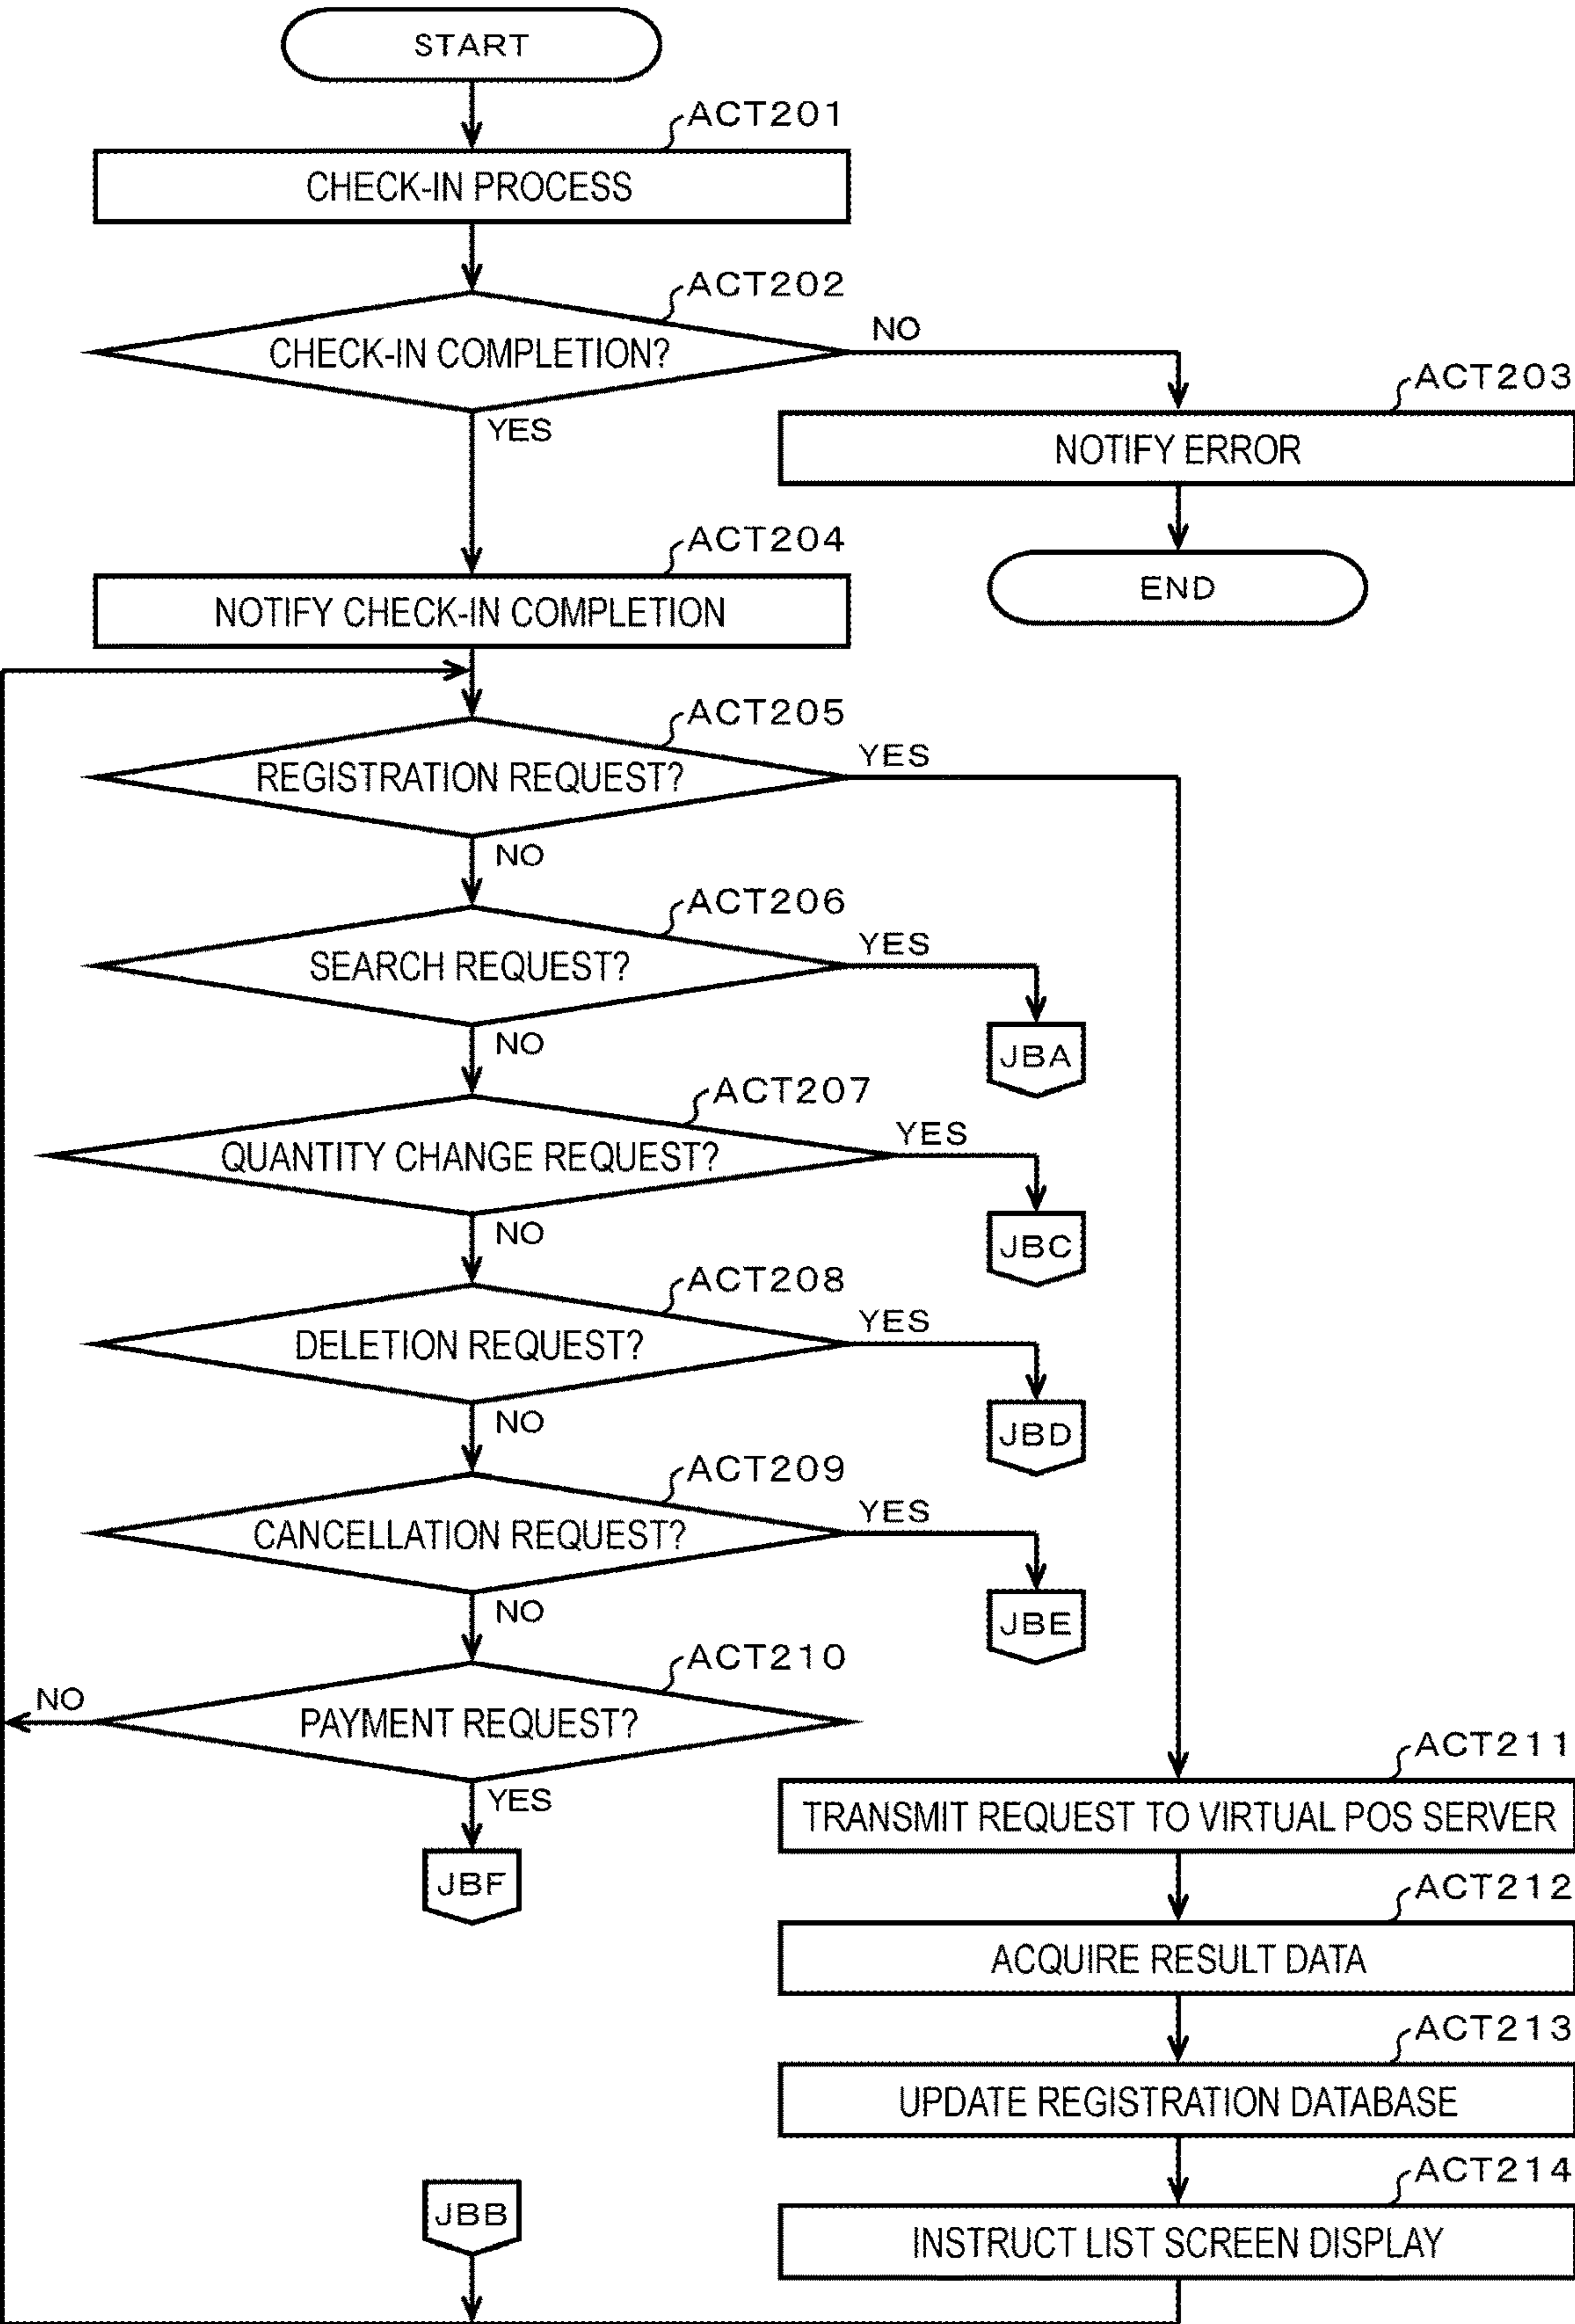 START
ACT201
CHECK-IN PROCESS
ACT202
CHECK-IN COMPLETION?
NO
YES
ACT203
NOTIFY ERROR
END
ACT204
NOTIFY CHECK-IN COMPLETION
ACT205
REGISTRATION REQUEST?
YES
NO
ACT206
SEARCH REQUEST?
YES
JBA
NO
ACT207
QUANTITY CHANGE REQUEST?
YES
JBC
NO
ACT208
DELETION REQUEST?
YES
JBD
NO
ACT209
CANCELLATION REQUEST?
YES
JBE
NO
ACT210
PAYMENT REQUEST?
NO
YES
JBF
ACT211
TRANSMIT REQUEST TO VIRTUAL POS SERVER
ACT212
ACQUIRE RESULT DATA
ACT213
UPDATE REGISTRATION DATABASE
ACT214
INSTRUCT LIST SCREEN DISPLAY
JBB